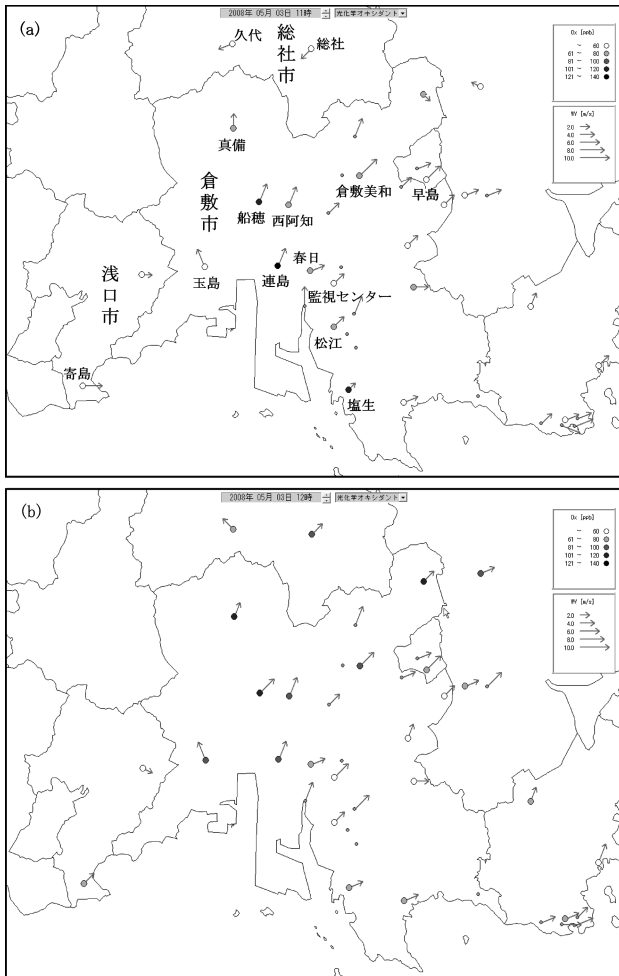 (a)
2008年 05月 03日 11時
光化学オキシダント
久代
総社市
総社
真備
倉敷市
倉敷美和
早島
船穂
西阿知
浅口市
玉島
連島
春日
監視センター
松江
寄島
塩生
Ox [ppb]
~ 60
61 ~ 80
81 ~ 100
101 ~ 120
121 ~ 140
2.0
4.0
6.0
8.0
10.0
[m/s]
(b)
2008年 05月 03日 12時
光化学オキシダント
Ox [ppb]
~ 60
61 ~ 80
81 ~ 100
101 ~ 120
121 ~ 140
[m/s]
2.0
4.0
6.0
8.0
10.0